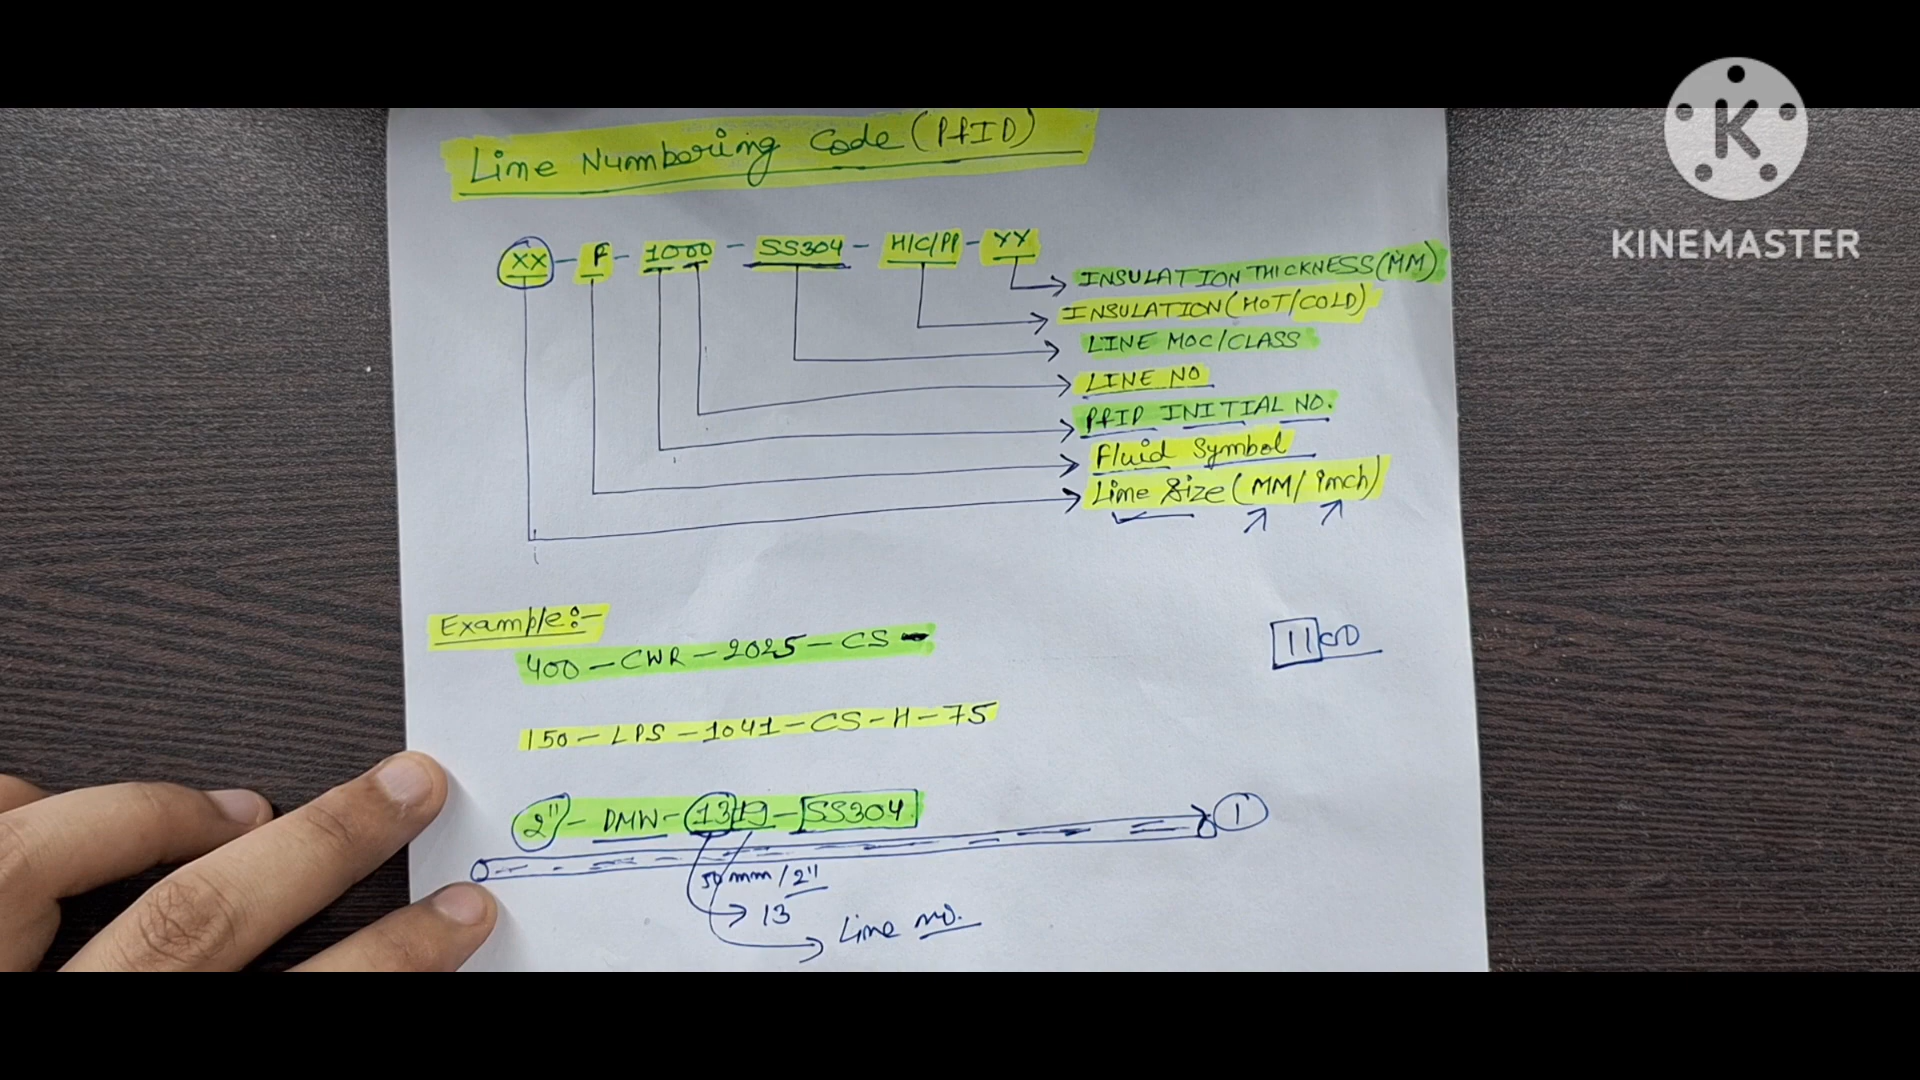 Line Numbering Code (P&ID)
XX - F - 1000 - SS304 - H/C/PP - YY
INSULATION THICKNESS (MM)
INSULATION (HOT/COLD)
LINE MOC/CLASS
LINE NO
P&ID INITIAL NO.
Fluid Symbol
Line Size (MM/inch)
Example:-
400 - CWR - 2025 - CS -
150 - LPS - 1041 - CS - H - 75
2" - DMW - 1319 - SS304
1
50 mm / 2"
13
Line no.
K
KINEMASTER